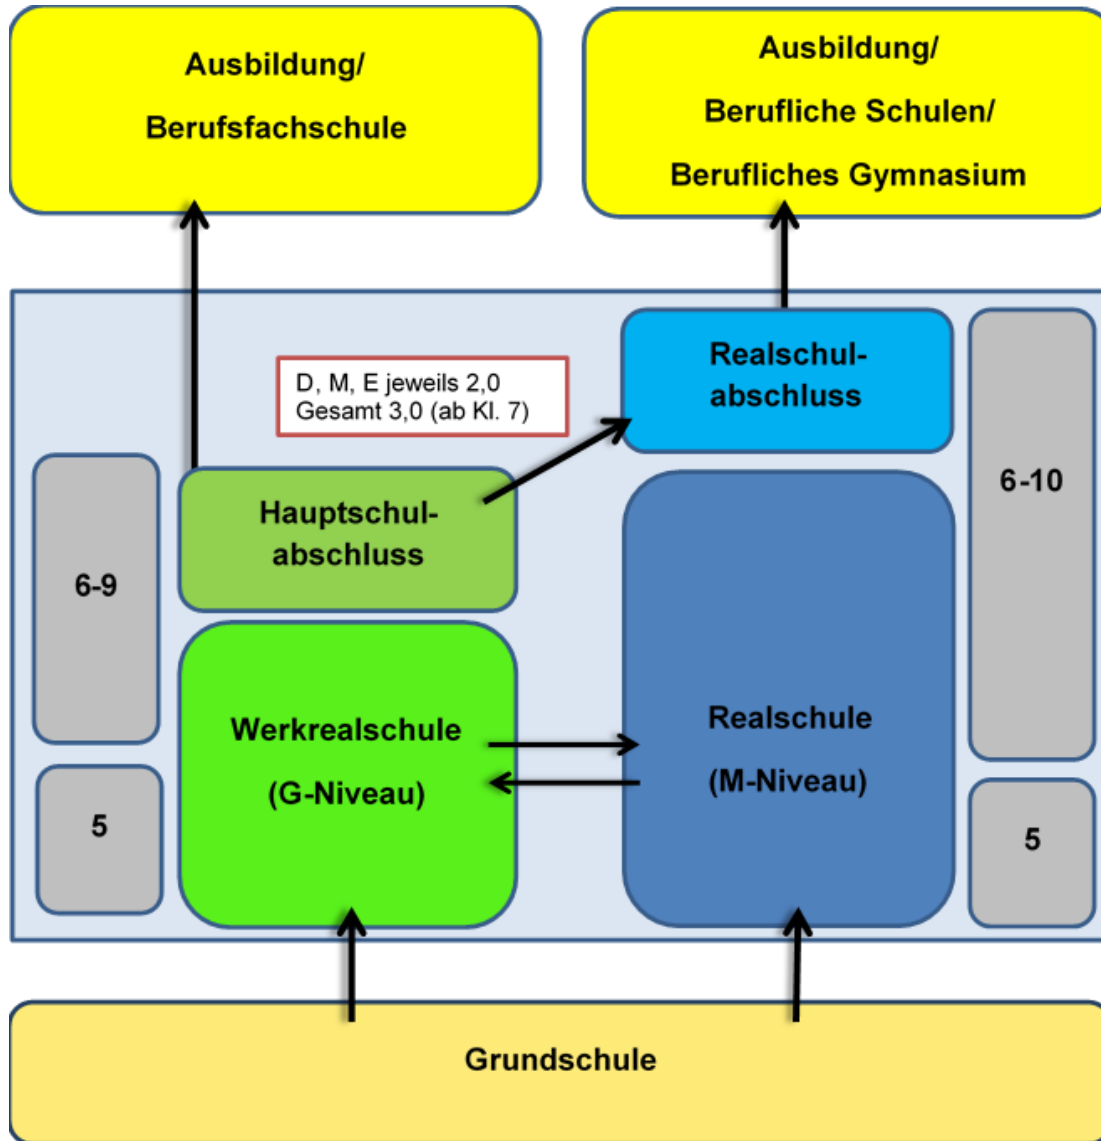 Ausbildung/
Berufsfachschule
Ausbildung/
Berufliche Schulen/
Berufliches Gymnasium
D, M, E jeweils 2,0
Gesamt 3,0 (ab Kl. 7)
Realschul-
abschluss
6-10
Hauptschul-
abschluss
6-9
Werkrealschule
(G-Niveau)
Realschule
(M-Niveau)
5
5
Grundschule